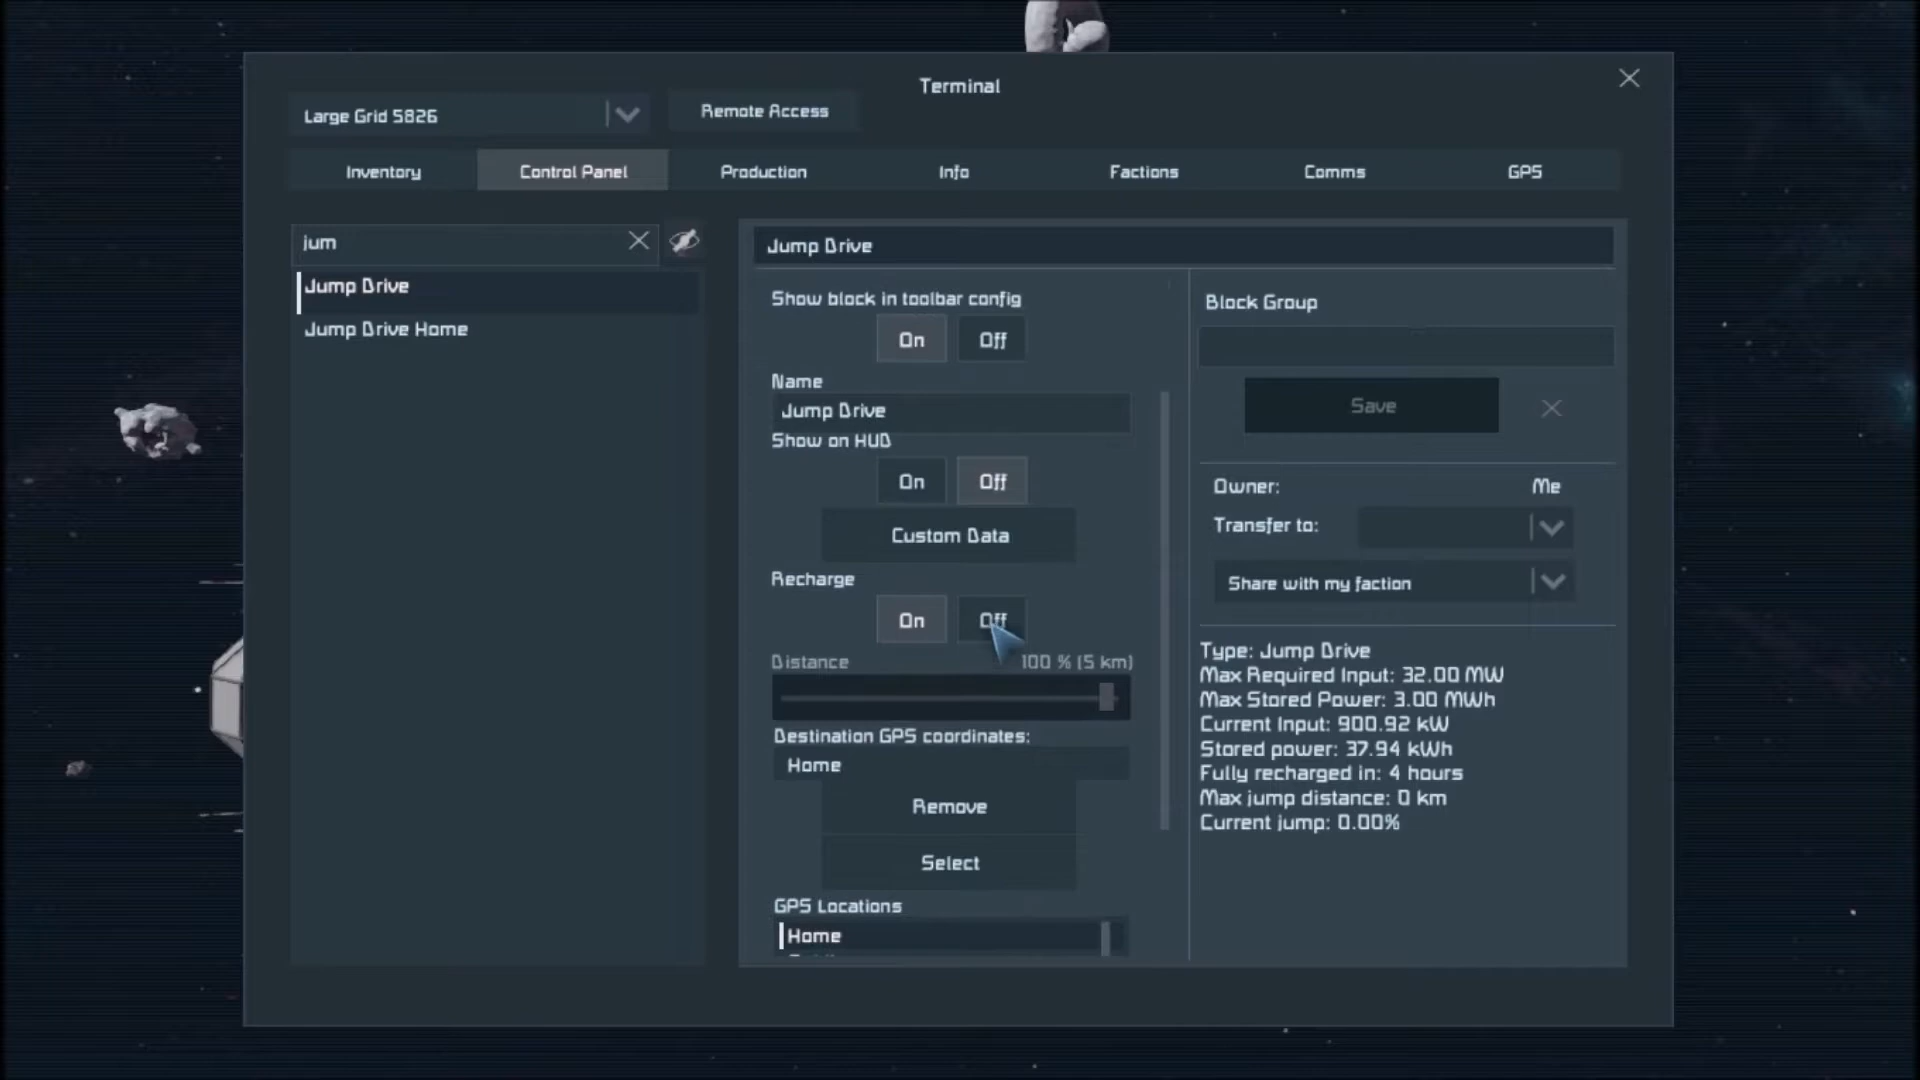 Terminal
Large Grid 5826
Remote Access
Inventory
Control Panel
Production
Info
Factions
Comms
GPS
jum
Jump Drive
Jump Drive Home
Jump Drive
Show block in toolbar config
On Off
Name
Jump Drive
Show on HUD
On Off
Custom Data
Recharge
On Off
Distance 100 % (5 km)
Destination GPS coordinates:
Home
Remove
Select
GPS Locations
Home
Block Group
Save
Owner: Me
Transfer to:
Share with my faction
Type: Jump Drive
Max Required Input: 32.00 MW
Max Stored Power: 3.00 MWh
Current Input: 900.92 kW
Stored power: 37.94 kWh
Fully recharged in: 4 hours
Max jump distance: 0 km
Current jump: 0.00%